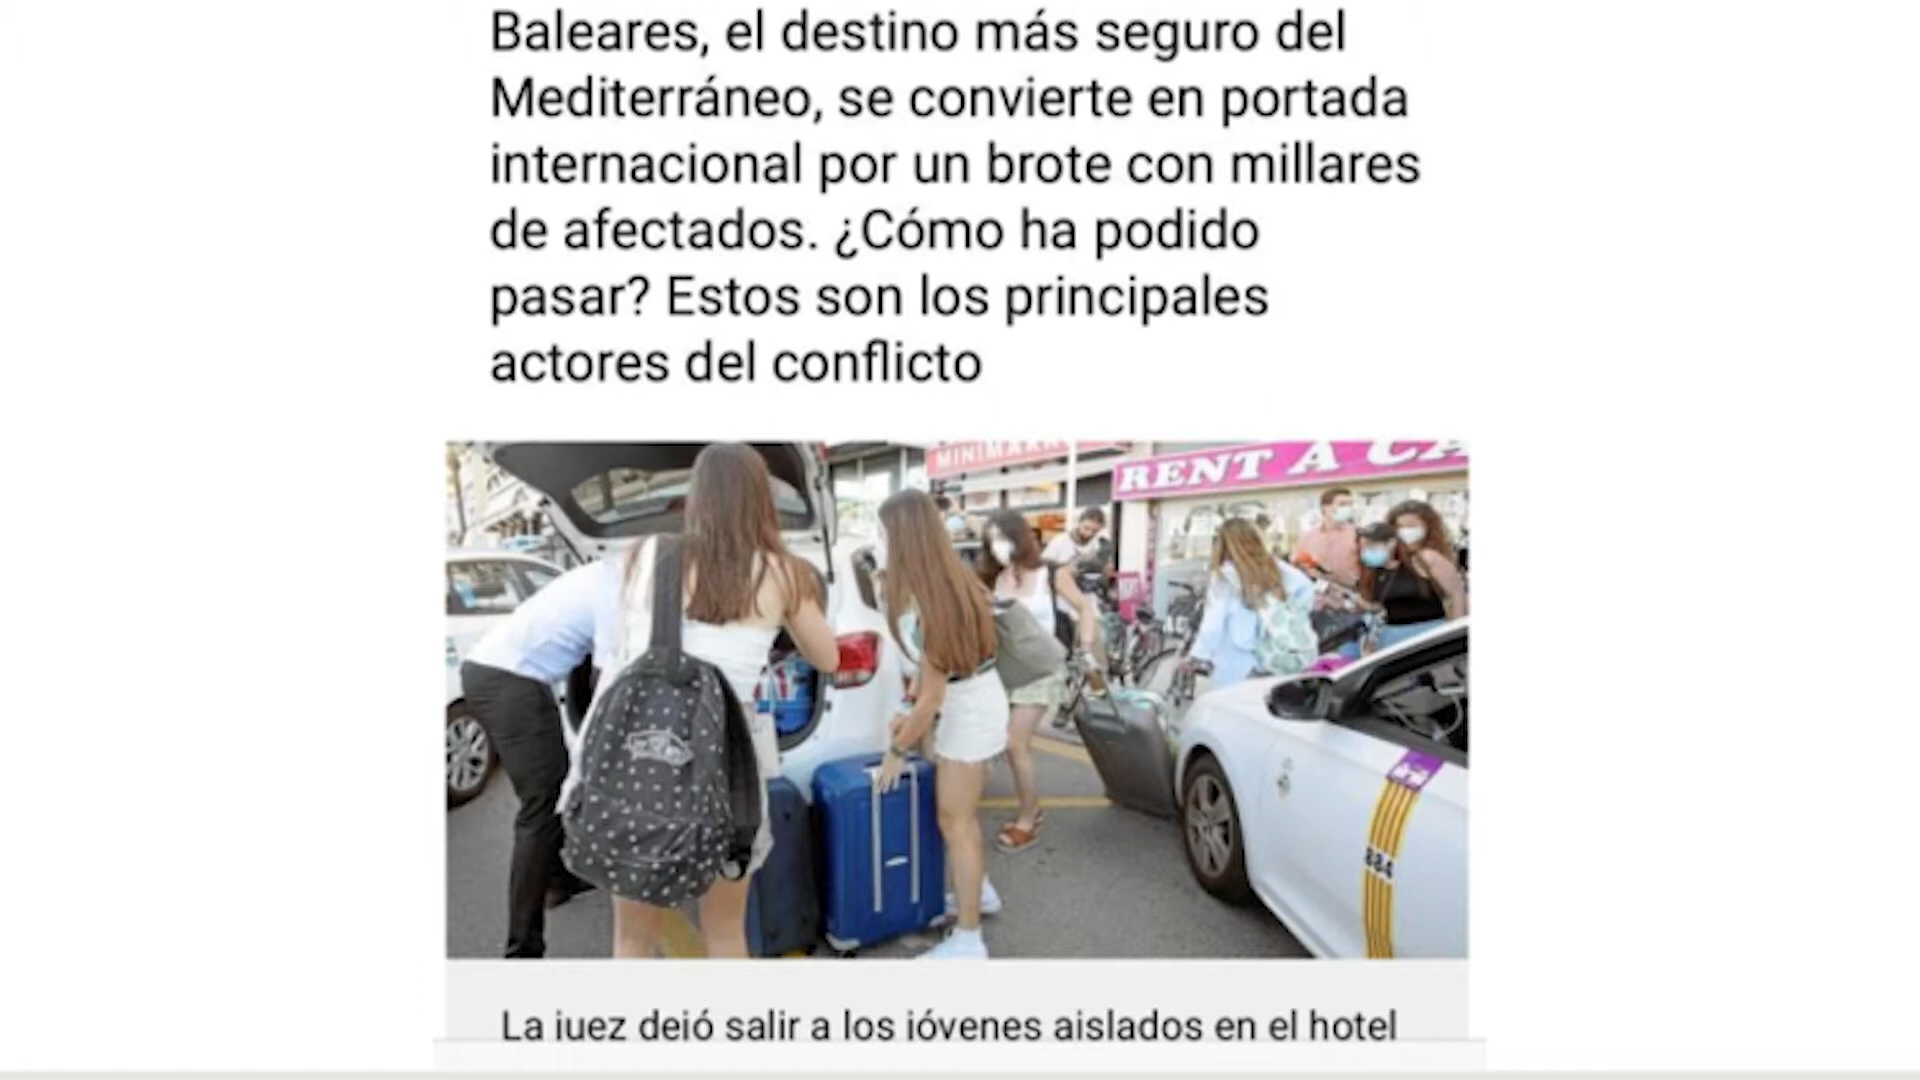 Baleares, el destino más seguro del
Mediterráneo, se convierte en portada
internacional por un brote con millares
de afectados. ¿Cómo ha podido
pasar? Estos son los principales
actores del conflicto
RENT A CA
884
La juez dejó salir a los jóvenes aislados en el hotel